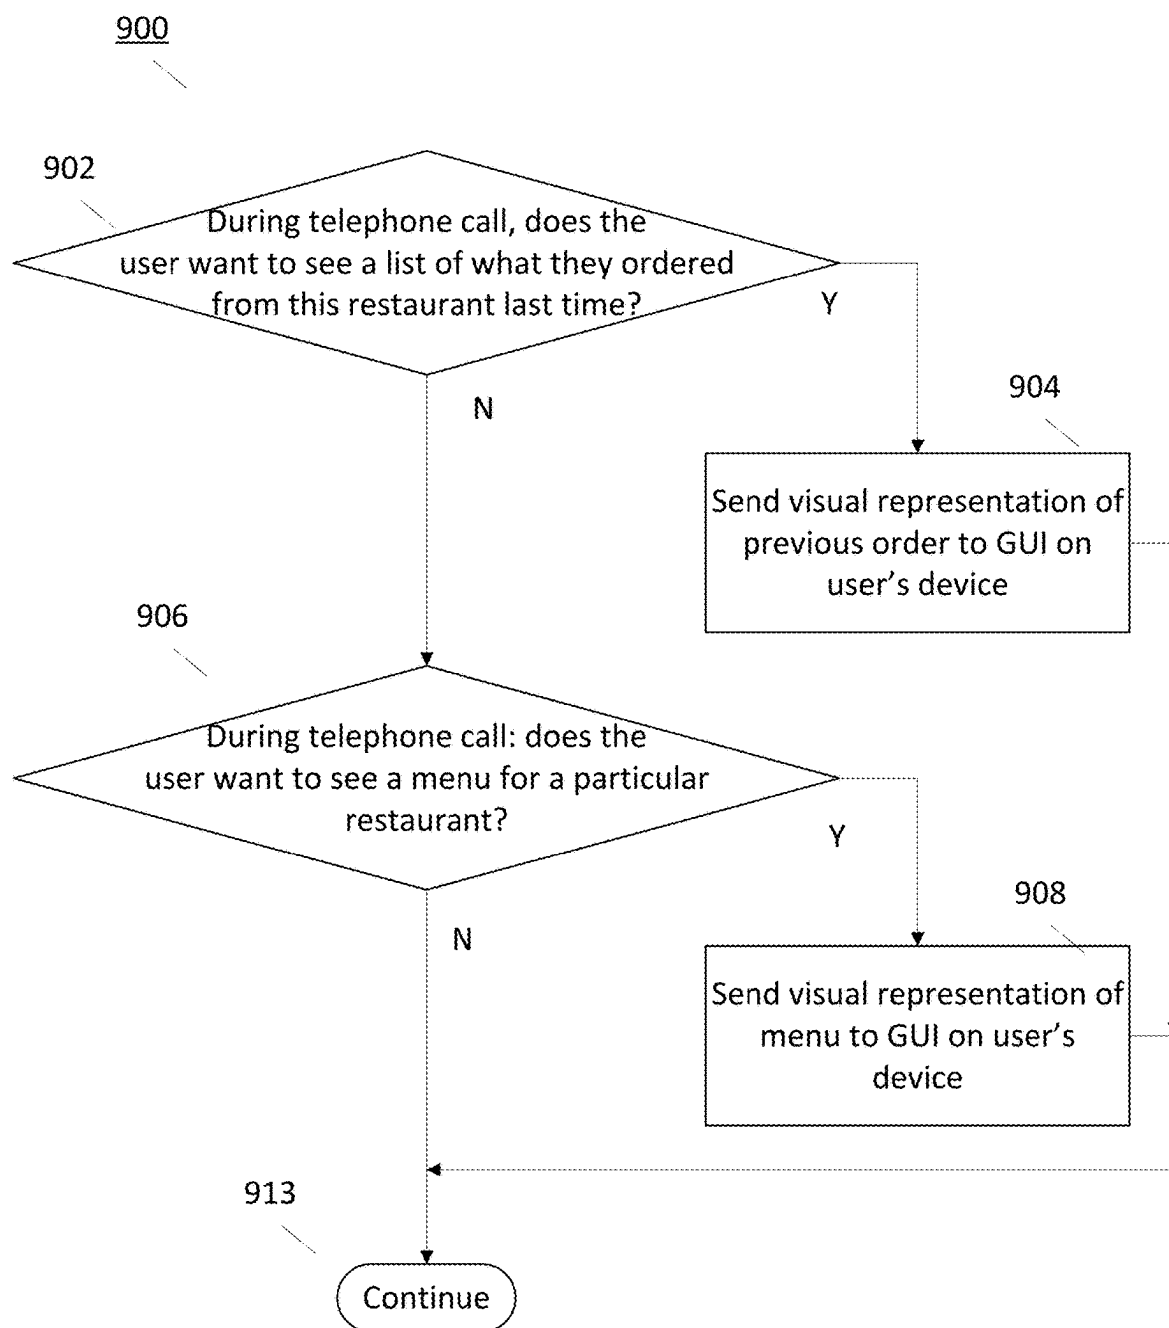 900
902
During telephone call, does the
user want to see a list of what they ordered
from this restaurant last time?
Y
N
904
Send visual representation of
previous order to GUI on
user’s device
906
During telephone call: does the
user want to see a menu for a particular
restaurant?
Y
N
908
Send visual representation of
menu to GUI on user’s
device
913
Continue